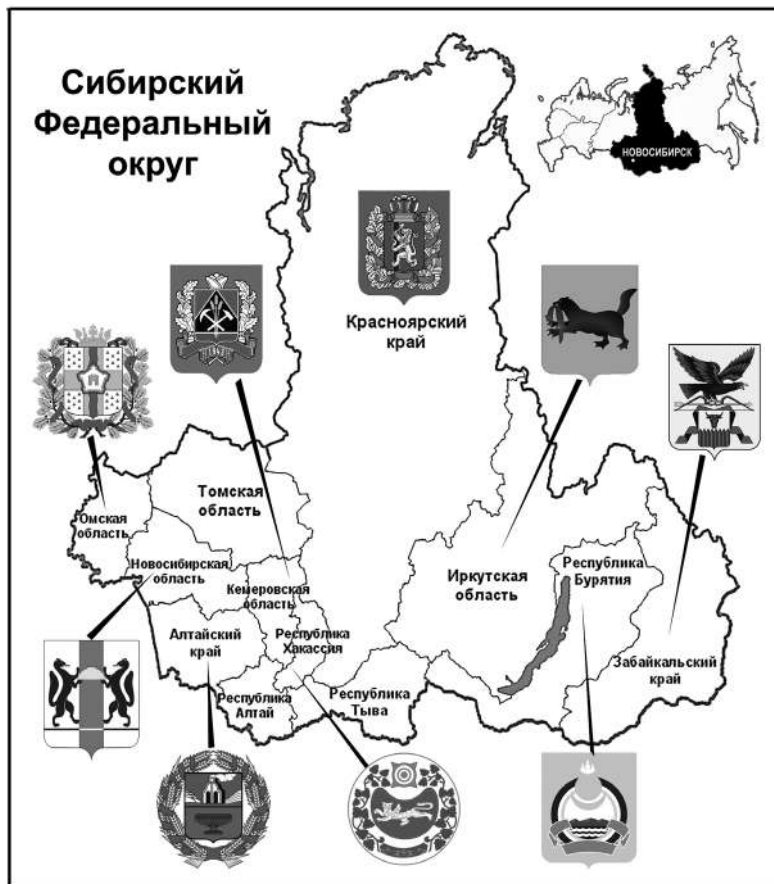 Сибирский
Федеральный
округ
НОВОСИБИРСК
Красноярский
край
Томская
область
Омская
область
Новосибирская
область
Кемеровская
область
Алтайский
край
Республика
Хакассия
Республика
Алтай
Республика
Тыва
Иркутская
область
Республика
Бурятия
Забайкальский
край